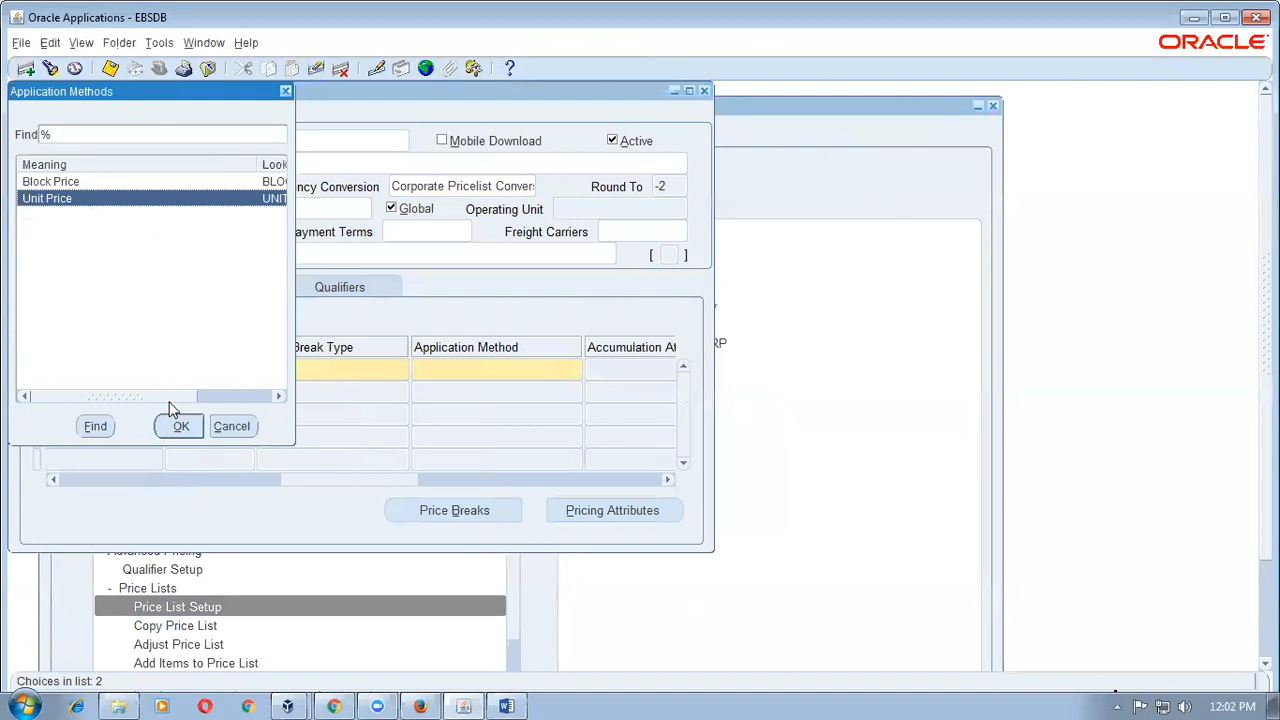 Oracle Applications - EBSDB
File Edit View Folder Tools Window Help
ORACLE
Application Methods
Find %
Meaning Look
Block Price BLO
Unit Price UNIT
Find OK Cancel
Mobile Download Active
ency Conversion Corporate Pricelist Convers Round To -2
Global Operating Unit
ayment Terms Freight Carriers
[ ]
Qualifiers
Break Type Application Method Accumulation At
RP
Price Breaks Pricing Attributes
Advanced Pricing
Qualifier Setup
- Price Lists
Price List Setup
Copy Price List
Adjust Price List
Add Items to Price List
Choices in list: 2
12:02 PM